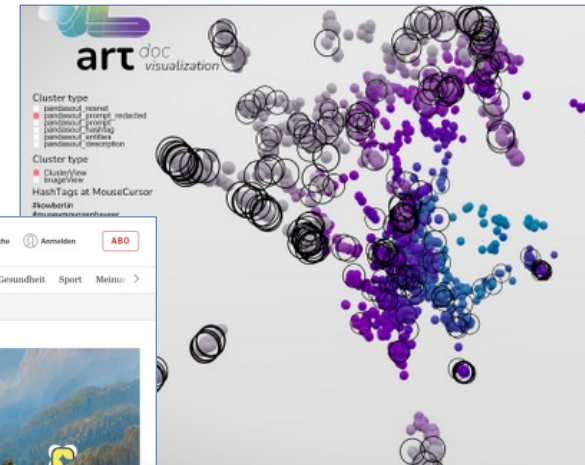 art doc
visualization
Cluster type
pandasout_resnet
pandasout_prompt_redacted
pandasout_prompt
pandasout_hashtag
pandasout_entities
pandasout_description
Cluster type
ClusterView
ImageView
HashTags at MouseCursor
#kowberlin
Anmelden
ABO
Gesundheit Sport